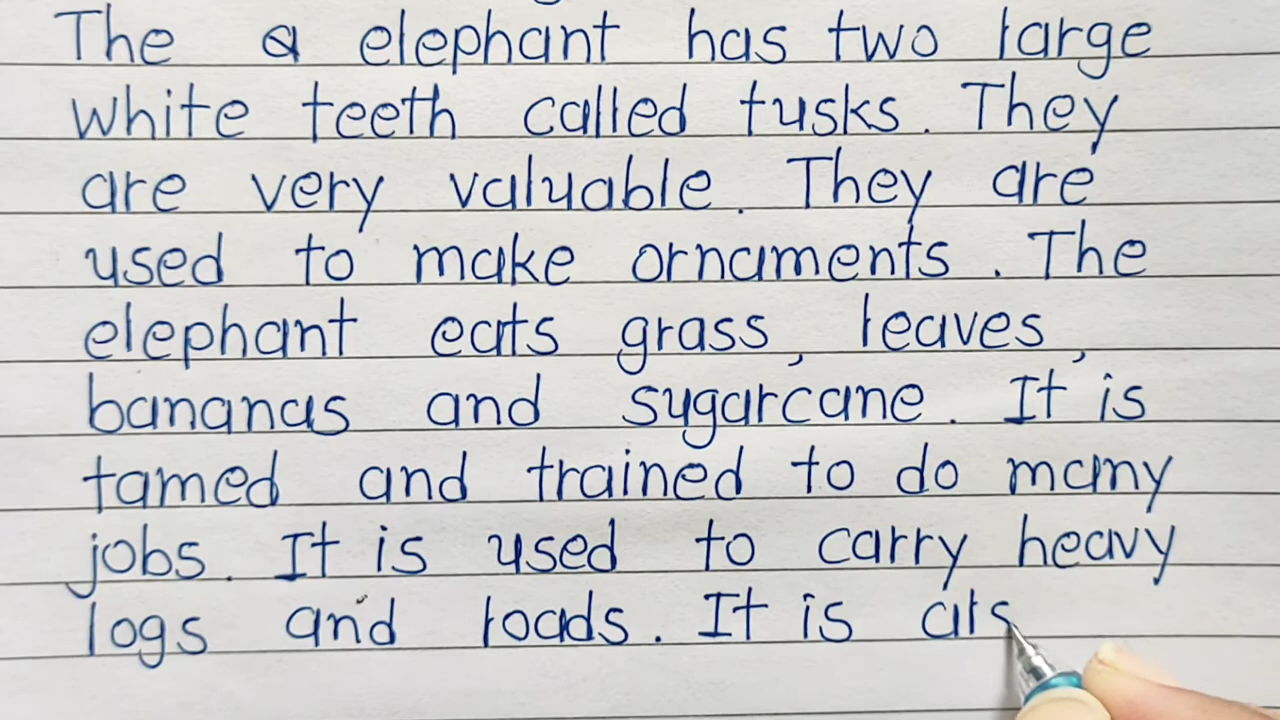 The a elephant has two large
white teeth called tusks. They
are very valuable. They are
used to make ornaments. The
elephant eats grass, leaves,
bananas and sugarcane. It is
tamed and trained to do many
jobs. It is used to carry heavy
logs and loads. It is als